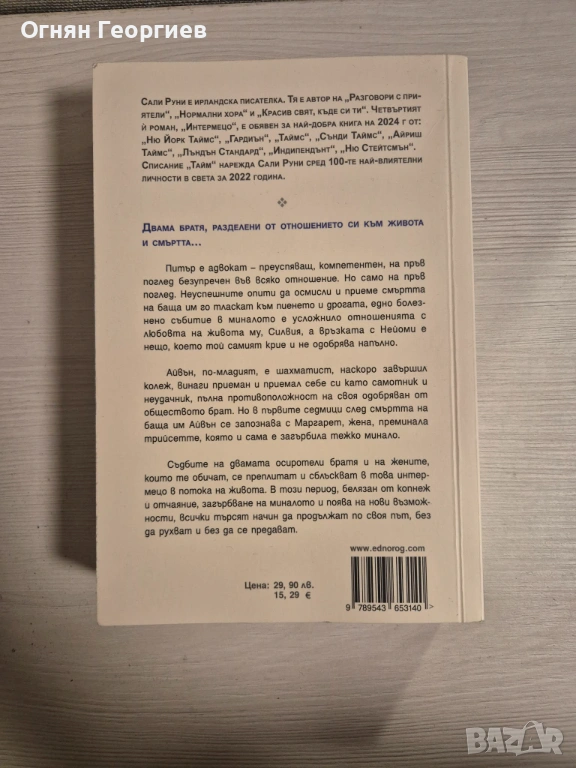 Огнян Георгиев
Сали Руни е ирландска писателка. Тя е автор на „Разговори с при-
ятели“, „Нормални хора“ и „Красив свят, къде си ти“. Четвъртият
ѝ роман, „Интермецо“, е обявен за най-добра книга на 2024 г от:
„Ню Йорк Таймс“, „Гардиън“, „Таймс“, „Сънди Таймс“, „Айриш
Таймс“, „Лъндън Стандард“, „Индипендънт“, „Ню Стейтсмън“.
Списание „Тайм“ нарежда Сали Руни сред 100-те най-влиятелни
личности в света за 2022 година.
Двама братя, разделени от отношението си към живота
и смъртта...
Питър е адвокат – преуспяващ, компетентен, на пръв
поглед безупречен във всяко отношение. Но само на пръв
поглед. Неуспешните опити да осмисли и приеме смъртта
на баща им го тласкат към пиенето и дрогата, едно болез-
нено събитие в миналото е усложнило отношенията с
любовта на живота му, Силвия, а връзката с Нейоми е
нещо, което той самият крие и не одобрява напълно.
Айвън, по-младият, е шахматист, наскоро завършил
колеж, винаги приеман и приемал себе си като самотник и
неудачник, пълна противоположност на своя одобряван от
обществото брат. Но в първите седмици след смъртта на
баща им Айвън се запознава с Маргарет, жена, преминала
трийсетте, която и сама е загърбила тежко минало.
Съдбите на двамата осиротели братя и на жените,
които те обичат, се преплитат и сблъскват в това интер-
мецо в потока на живота. В този период, белязан от копнеж
и отчаяние, загърбване на миналото и поява на нови възмож-
ности, всички търсят начин да продължат по своя път, без
да рухват и без да се предават.
www.ednorog.com
Цена: 29, 90 лв.
15, 29 €
9 789543 653140 >
BAZAR